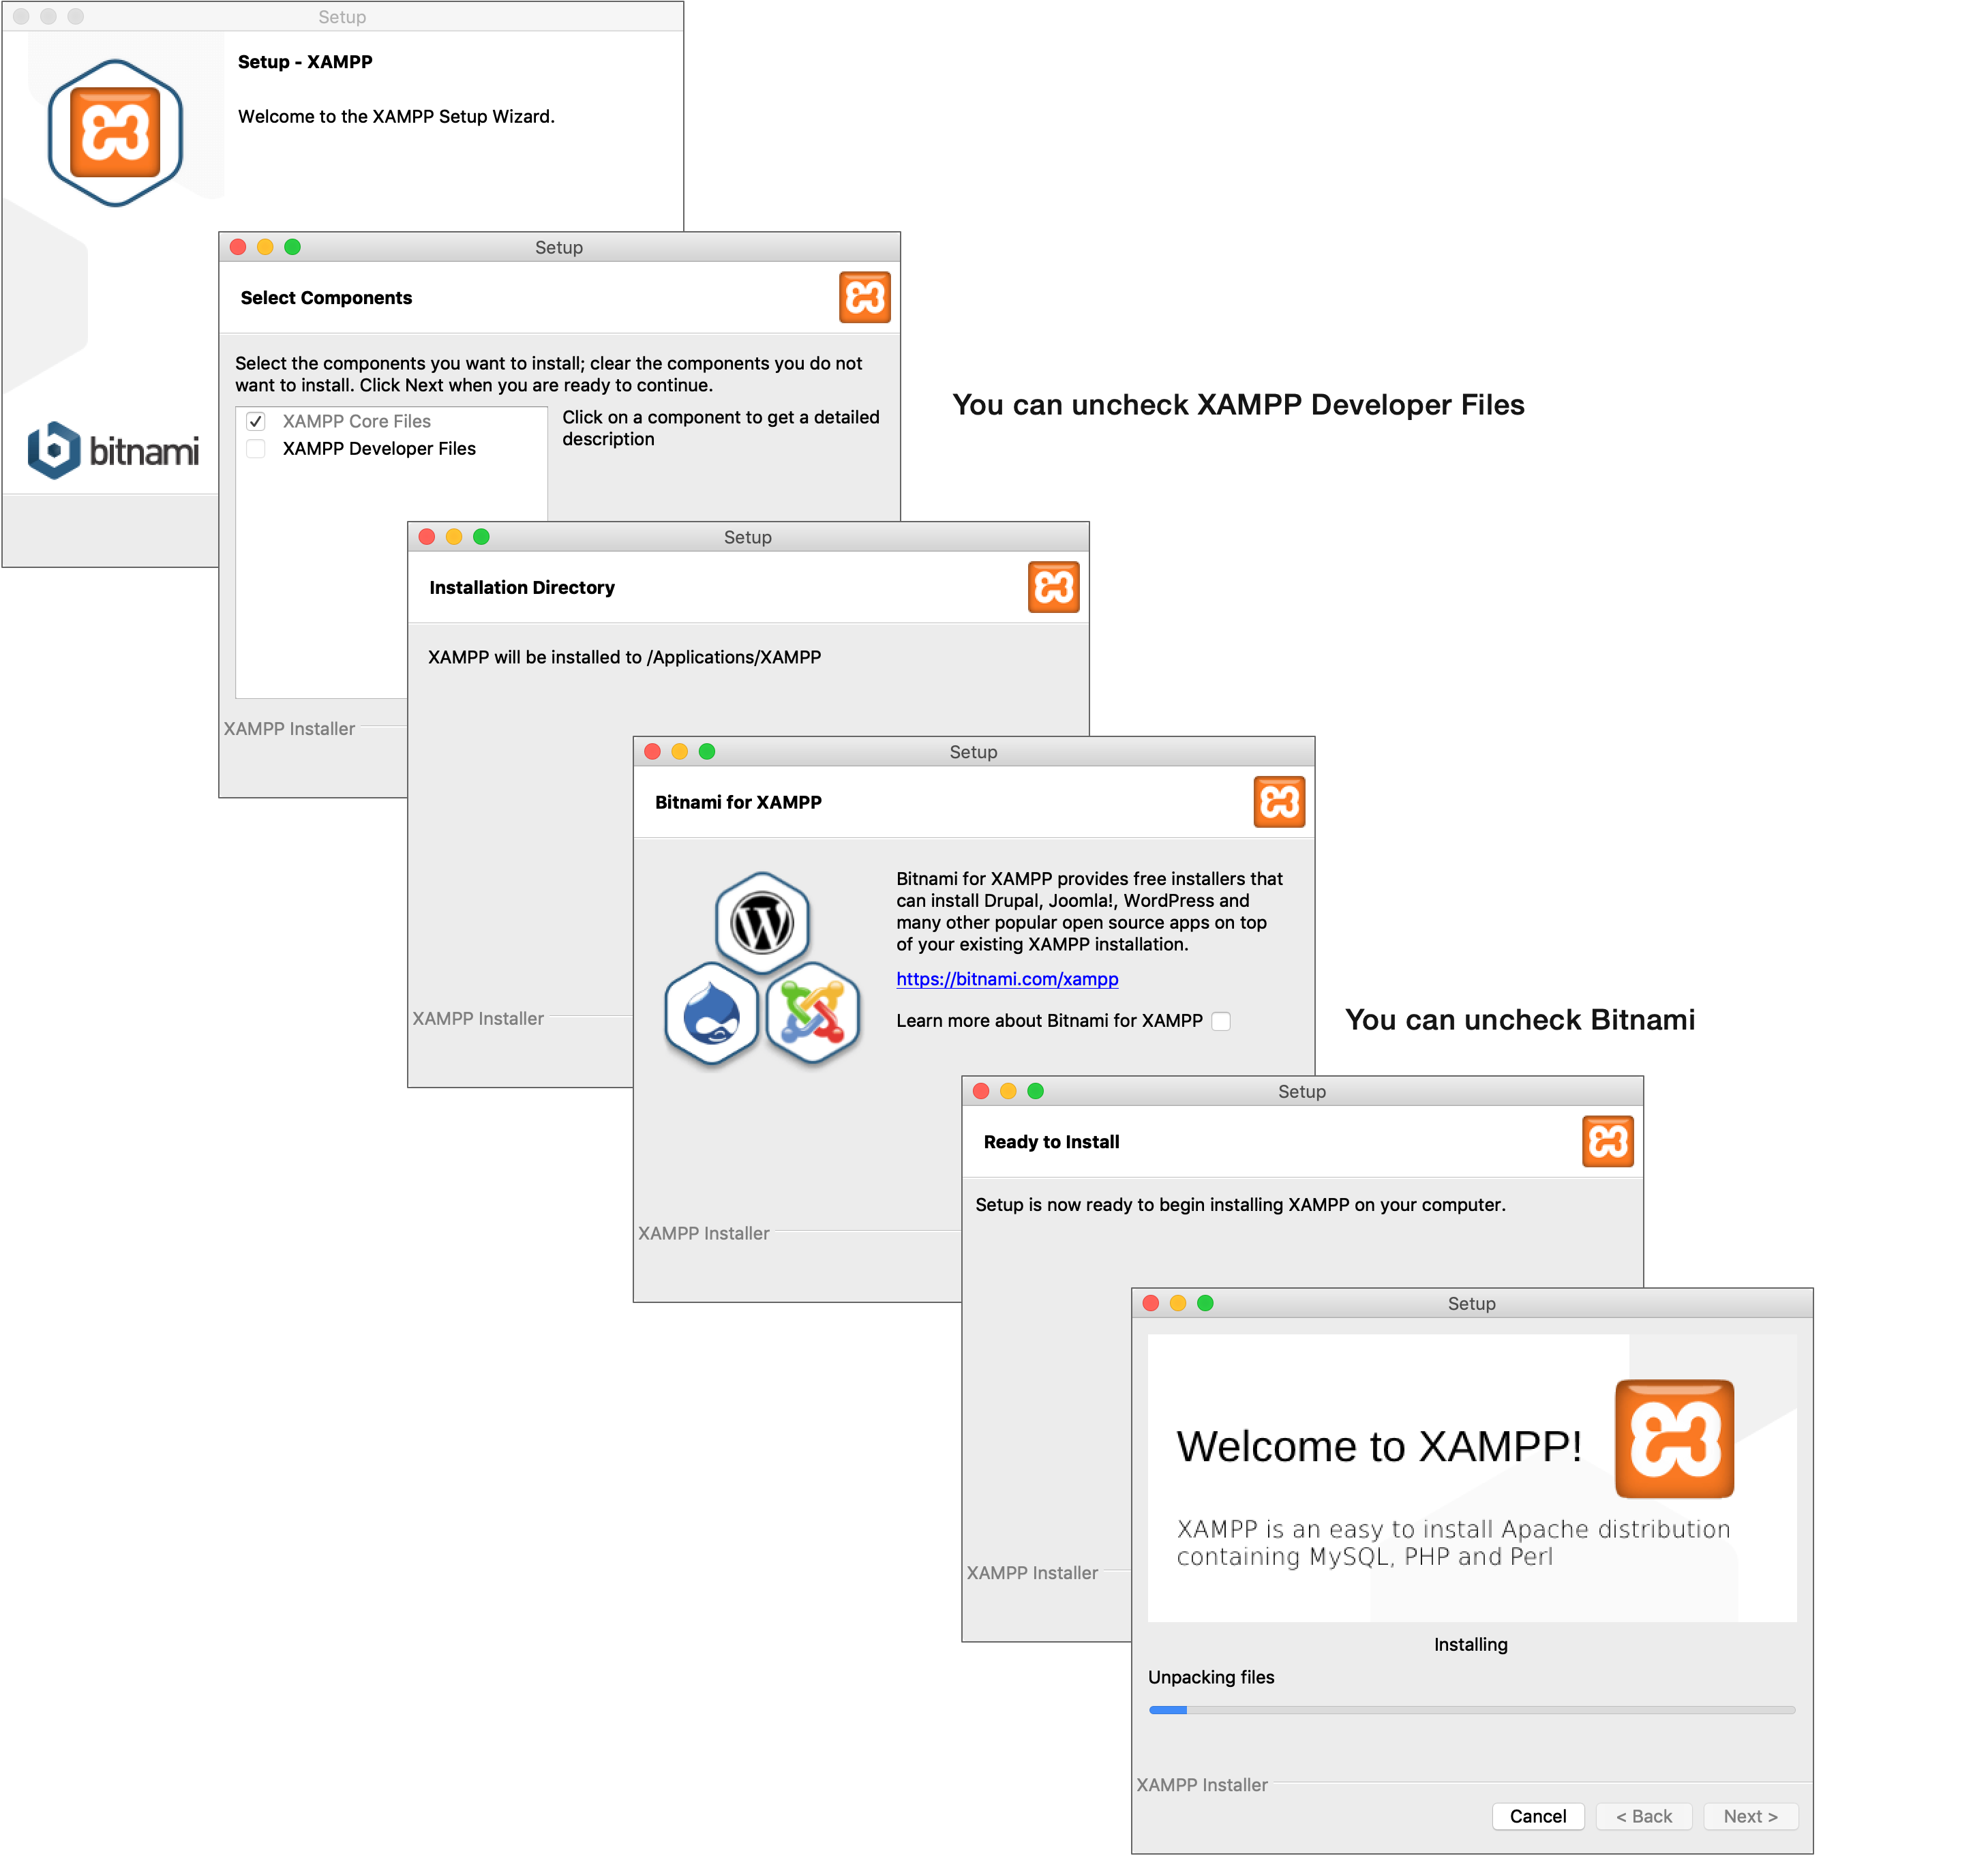 Setup
Setup - XAMPP
Welcome to the XAMPP Setup Wizard.
bitnami
Setup
Select Components
Select the components you want to install; clear the components you do not
want to install. Click Next when you are ready to continue.
XAMPP Core Files
XAMPP Developer Files
Click on a component to get a detailed
description
XAMPP Installer
You can uncheck XAMPP Developer Files
Setup
Installation Directory
XAMPP will be installed to /Applications/XAMPP
XAMPP Installer
Setup
Bitnami for XAMPP
Bitnami for XAMPP provides free installers that
can install Drupal, Joomla!, WordPress and
many other popular open source apps on top
of your existing XAMPP installation.
https://bitnami.com/xampp
Learn more about Bitnami for XAMPP
XAMPP Installer
You can uncheck Bitnami
Setup
Ready to Install
Setup is now ready to begin installing XAMPP on your computer.
XAMPP Installer
Setup
Welcome to XAMPP!
XAMPP is an easy to install Apache distribution
containing MySQL, PHP and Perl
Installing
Unpacking files
XAMPP Installer
Cancel
< Back
Next >